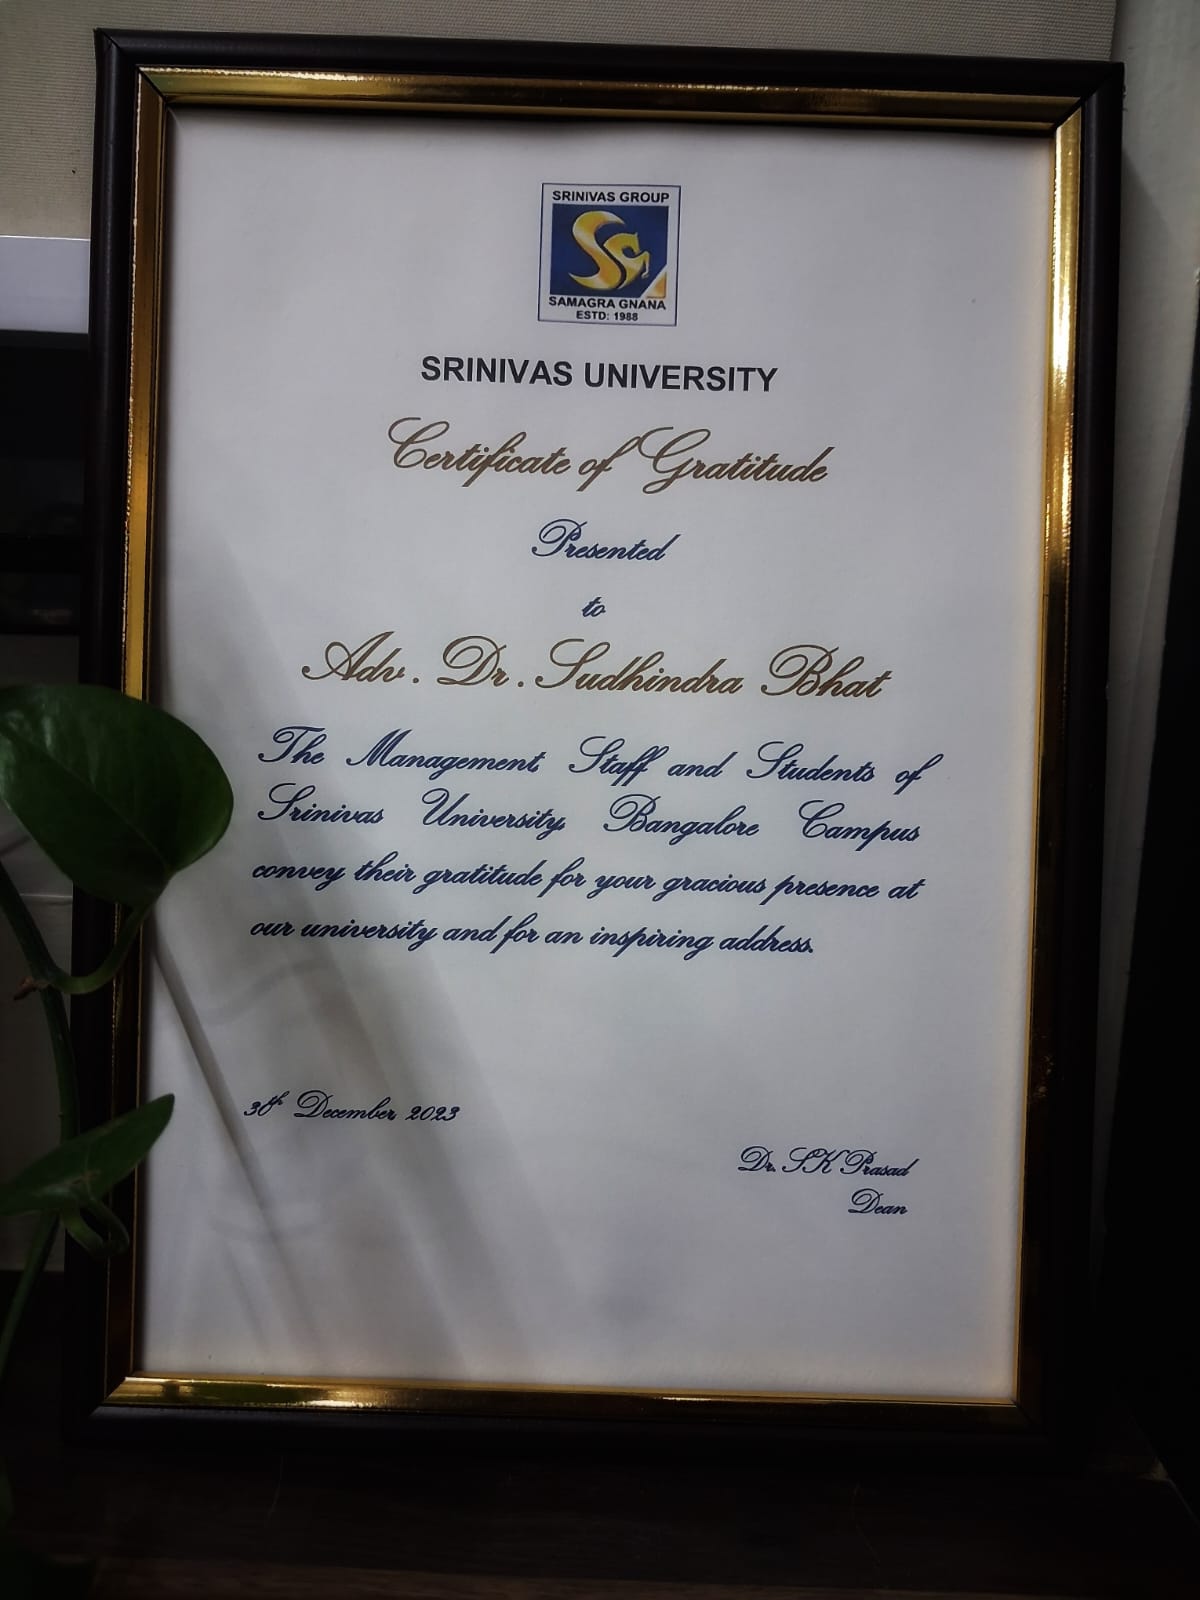 SRINIVAS GROUP
SAMAGRA GNANA
ESTD: 1988
SRINIVAS UNIVERSITY
Certificate of Gratitude
Presented
to
Adv. Dr. Sudhindra Bhat
The Management Staff and Students of
Srinivas University, Bangalore Campus
convey their gratitude for your gracious presence at
our university and for an inspiring address.
30th December 2023
Dr. S K Prasad
Dean